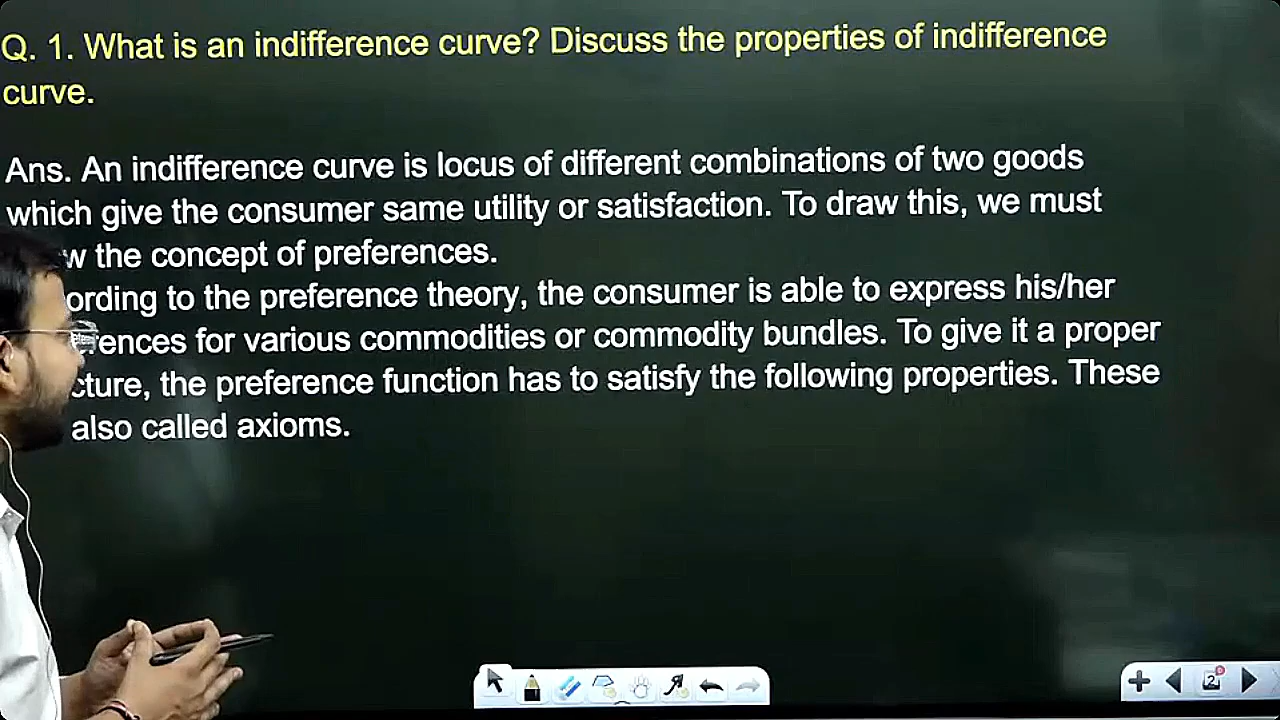 Q. 1. What is an indifference curve? Discuss the properties of indifference
curve.
Ans. An indifference curve is locus of different combinations of two goods
which give the consumer same utility or satisfaction. To draw this, we must
the concept of preferences.
to the preference theory, the consumer is able to express his/her
for various commodities or commodity bundles. To give it a proper
the preference function has to satisfy the following properties. These
also called axioms.
2